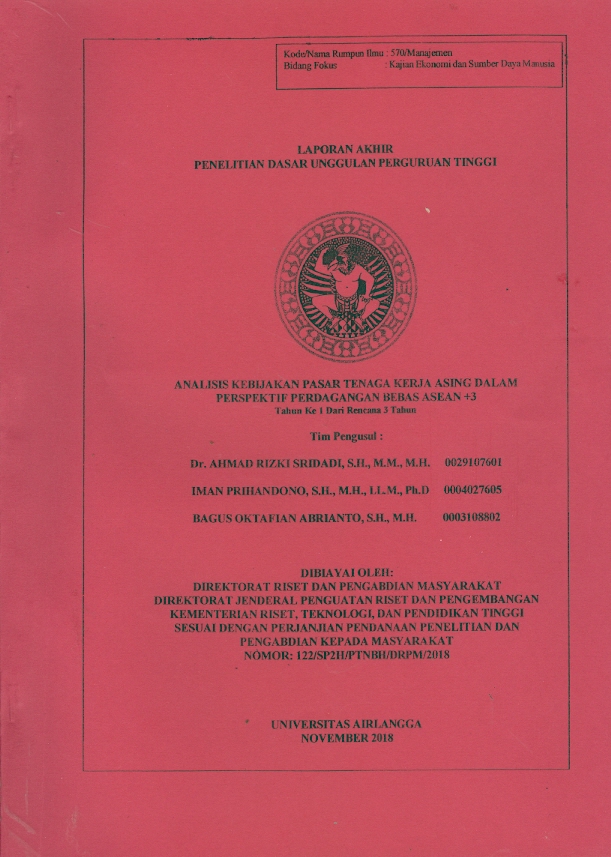 Kode/Nama Rumpun Ilmu : 570/Manajemen
Bidang Fokus : Kajian Ekonomi dan Sumber Daya Manusia
LAPORAN AKHIR
PENELITIAN DASAR UNGGULAN PERGURUAN TINGGI
ANALISIS KEBIJAKAN PASAR TENAGA KERJA ASING DALAM
PERSPEKTIF PERDAGANGAN BEBAS ASEAN +3
Tahun Ke 1 Dari Rencana 3 Tahun
Tim Pengusul :
Dr. AHMAD RIZKI SRIDADI, S.H., M.M., M.H. 0029107601
IMAN PRIHANDONO, S.H., M.H., LL.M., Ph.D 0004027605
BAGUS OKTAFIAN ABRIANTO, S.H., M.H. 0003108802
DIBIAYAI OLEH:
DIREKTORAT RISET DAN PENGABDIAN MASYARAKAT
DIREKTORAT JENDERAL PENGUATAN RISET DAN PENGEMBANGAN
KEMENTERIAN RISET, TEKNOLOGI, DAN PENDIDIKAN TINGGI
SESUAI DENGAN PERJANJIAN PENDANAAN PENELITIAN DAN
PENGABDIAN KEPADA MASYARAKAT
NOMOR: 122/SP2H/PTNBH/DRPM/2018
UNIVERSITAS AIRLANGGA
NOVEMBER 2018